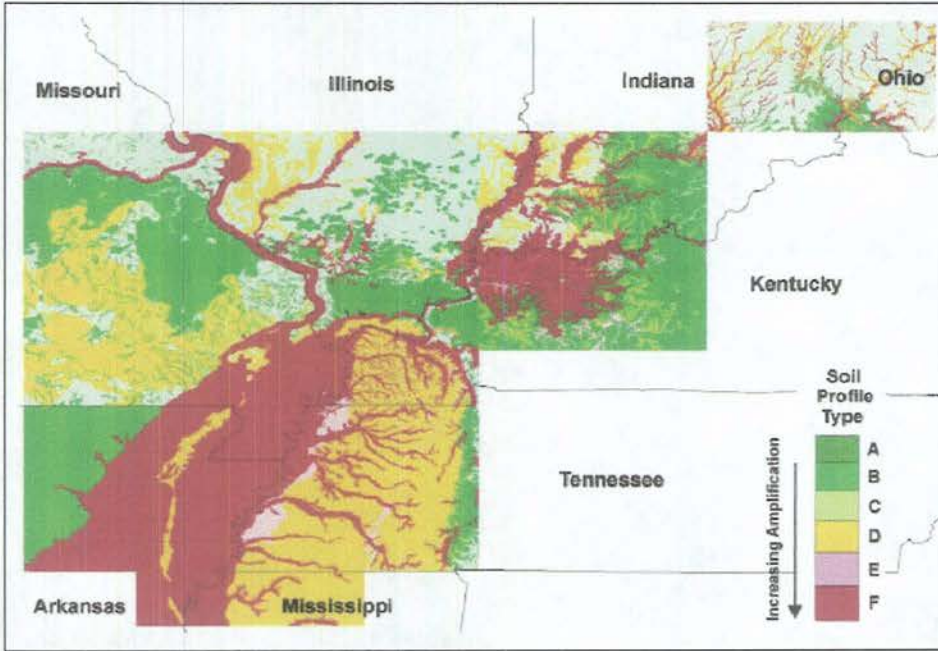 Missouri
Illinois
Indiana
Ohio
Kentucky
Tennessee
Arkansas
Mississippi
Soil
Profile
Type
Increasing Amplification
A
B
C
D
E
F